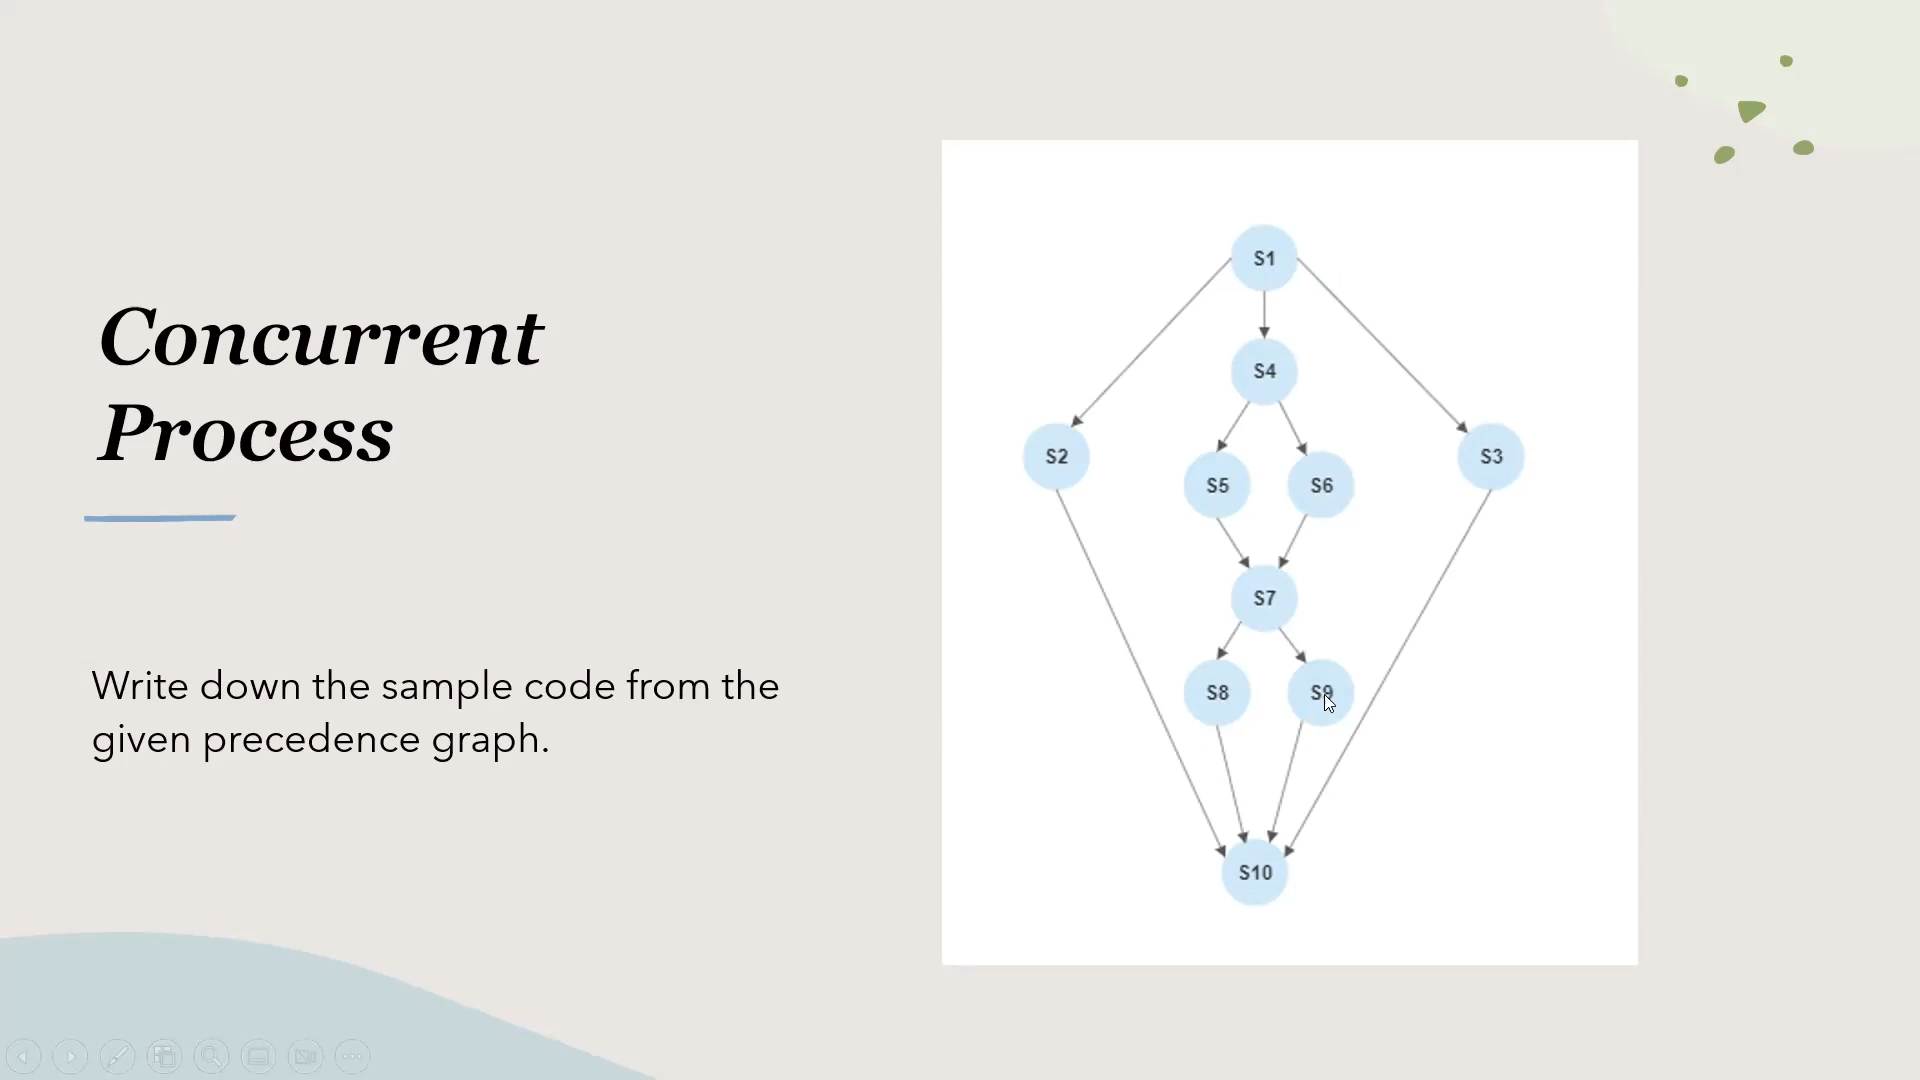 Concurrent
Process
Write down the sample code from the
given precedence graph.
S1
S4
S2
S3
S5
S6
S7
S8
S9
S10